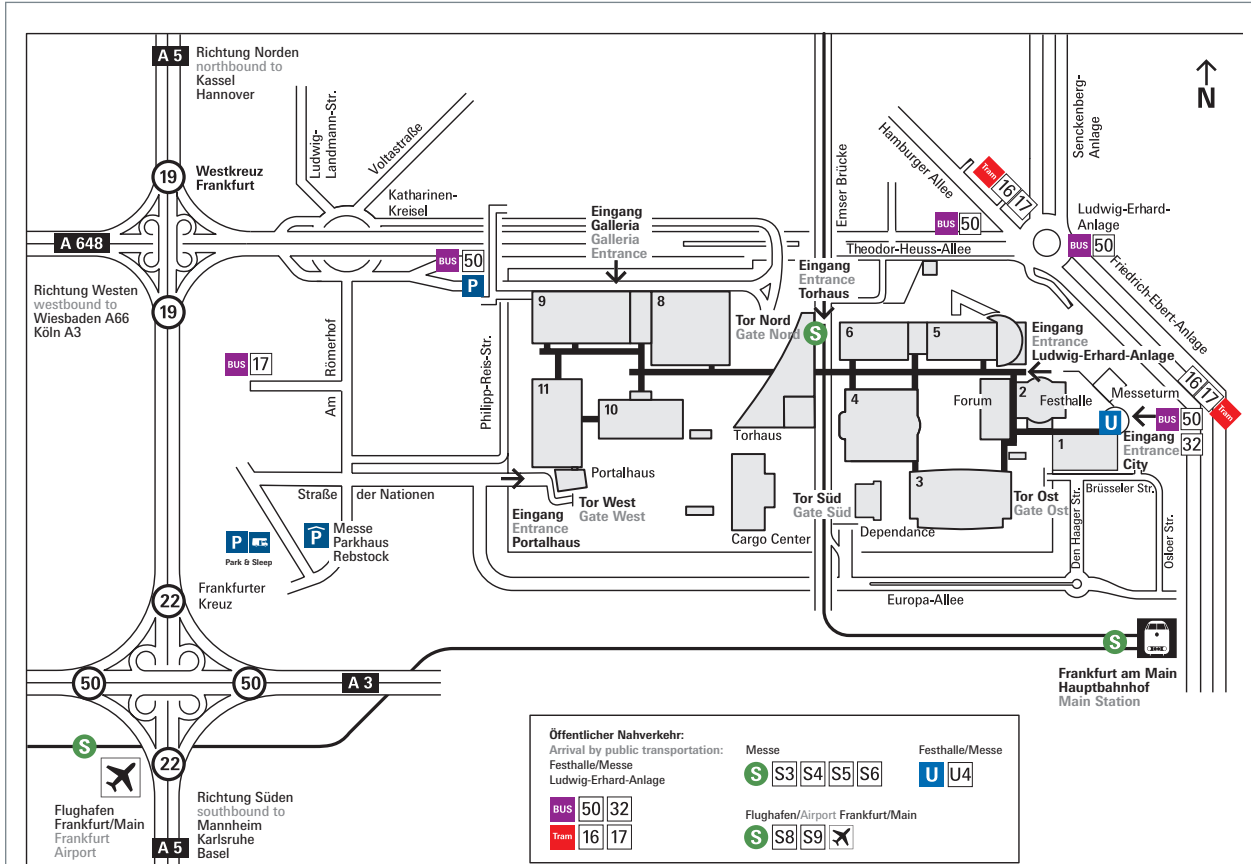 A 5
Richtung Norden
northbound to
Kassel
Hannover
Ludwig-
Landmann-Str.
Voltastraße
Katharinen-
Kreisel
19
Westkreuz
Frankfurt
A 648
Richtung Westen
westbound to
Wiesbaden A66
Köln A3
19
BUS 17
Am Römerhof
BUS 50
P
Philipp-Reis-Str.
Eingang
Galleria
Galleria
Entrance
Emser Brücke
Hamburger Allee
Senckenberg-
Anlage
N
Tram 16 17
BUS 50
Ludwig-Erhard-
Anlage
BUS 50
Theodor-Heuss-Allee
Friedrich-Ebert-Anlage
Eingang
Entrance
Torhaus
Tor Nord
Gate Nord
S
9
8
6
5
Eingang
Entrance
Ludwig-Erhard-Anlage
11
10
4
Forum
2
Festhalle
Messeturm
16 17 Tram
U
BUS 50
32
Eingang
Entrance
City
1
Torhaus
Portalhaus
Straße der Nationen
Tor West
Gate West
Eingang
Entrance
Portalhaus
Cargo Center
Tor Süd
Gate Süd
Dependance
3
Tor Ost
Gate Ost
Den Haager Str.
Brüsseler Str.
Osloer Str.
Europa-Allee
P
Park & Sleep
P
Messe
Parkhaus
Rebstock
Frankfurter
Kreuz
22
50
50
A 3
22
S
Flughafen
Frankfurt/Main
Frankfurt
Airport
A 5
Richtung Süden
southbound to
Mannheim
Karlsruhe
Basel
S
Frankfurt am Main
Hauptbahnhof
Main Station
Öffentlicher Nahverkehr:
Arrival by public transportation:
Festhalle/Messe
Ludwig-Erhard-Anlage
BUS 50 32
Tram 16 17
Messe
S S3 S4 S5 S6
Flughafen/Airport Frankfurt/Main
S S8 S9
Festhalle/Messe
U U4